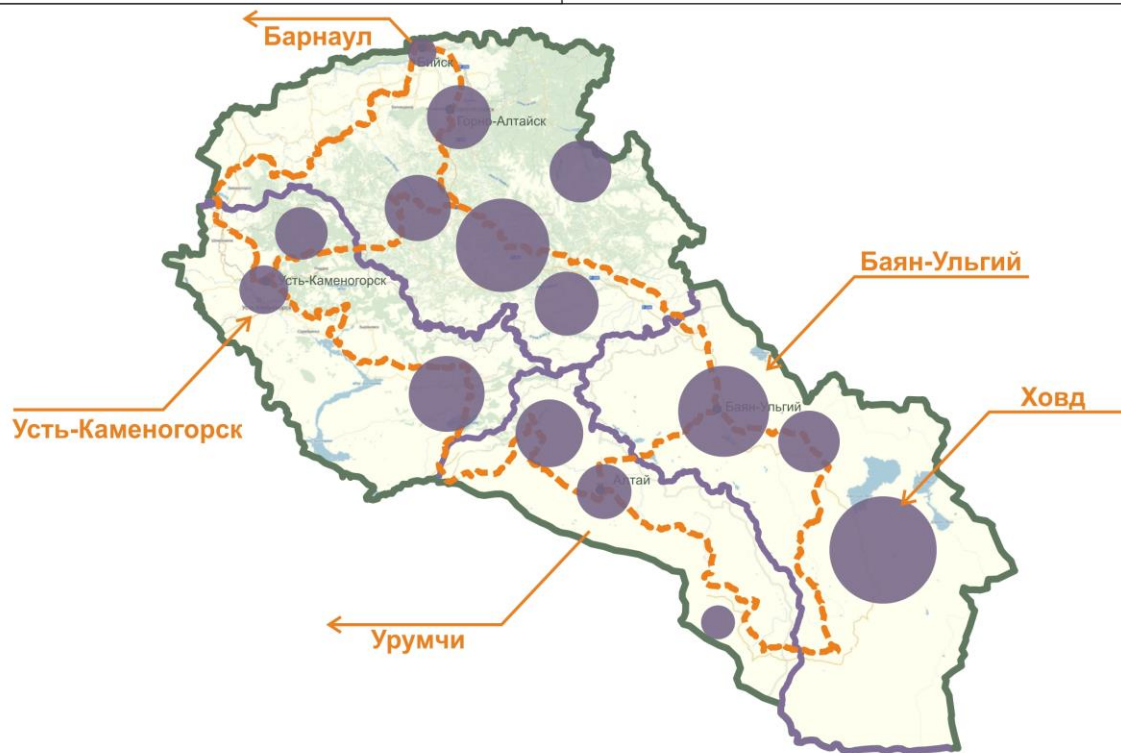 Барнаул
Бийск
Горно-Алтайск
Баян-Ульгий
Усть-Каменогорск
Ховд
Усть-Каменогорск
Баян-Ульгий
Алтай
Урумчи